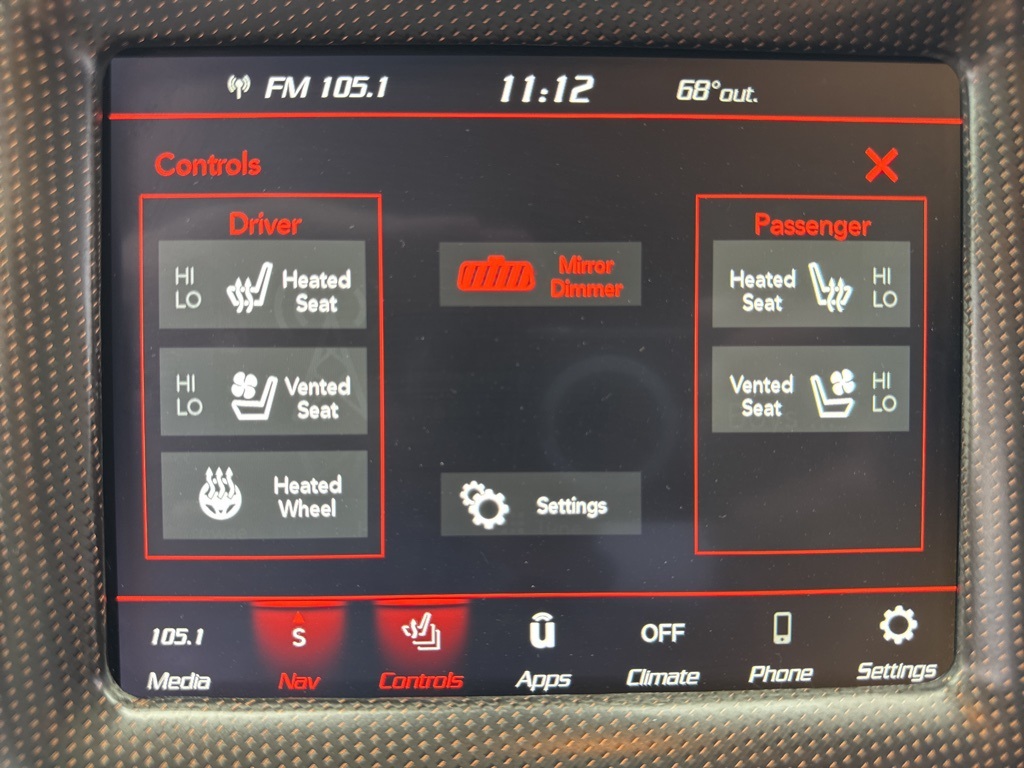 FM 105.1 11:12 68°out.
Controls
Driver
HI
LO
Heated
Seat
HI
LO
Vented
Seat
Heated
Wheel
Mirror
Dimmer
Settings
Passenger
Heated
Seat
HI
LO
Vented
Seat
HI
LO
105.1
Media
S
Nav
Controls
u
Apps
OFF
Climate
Phone
Settings